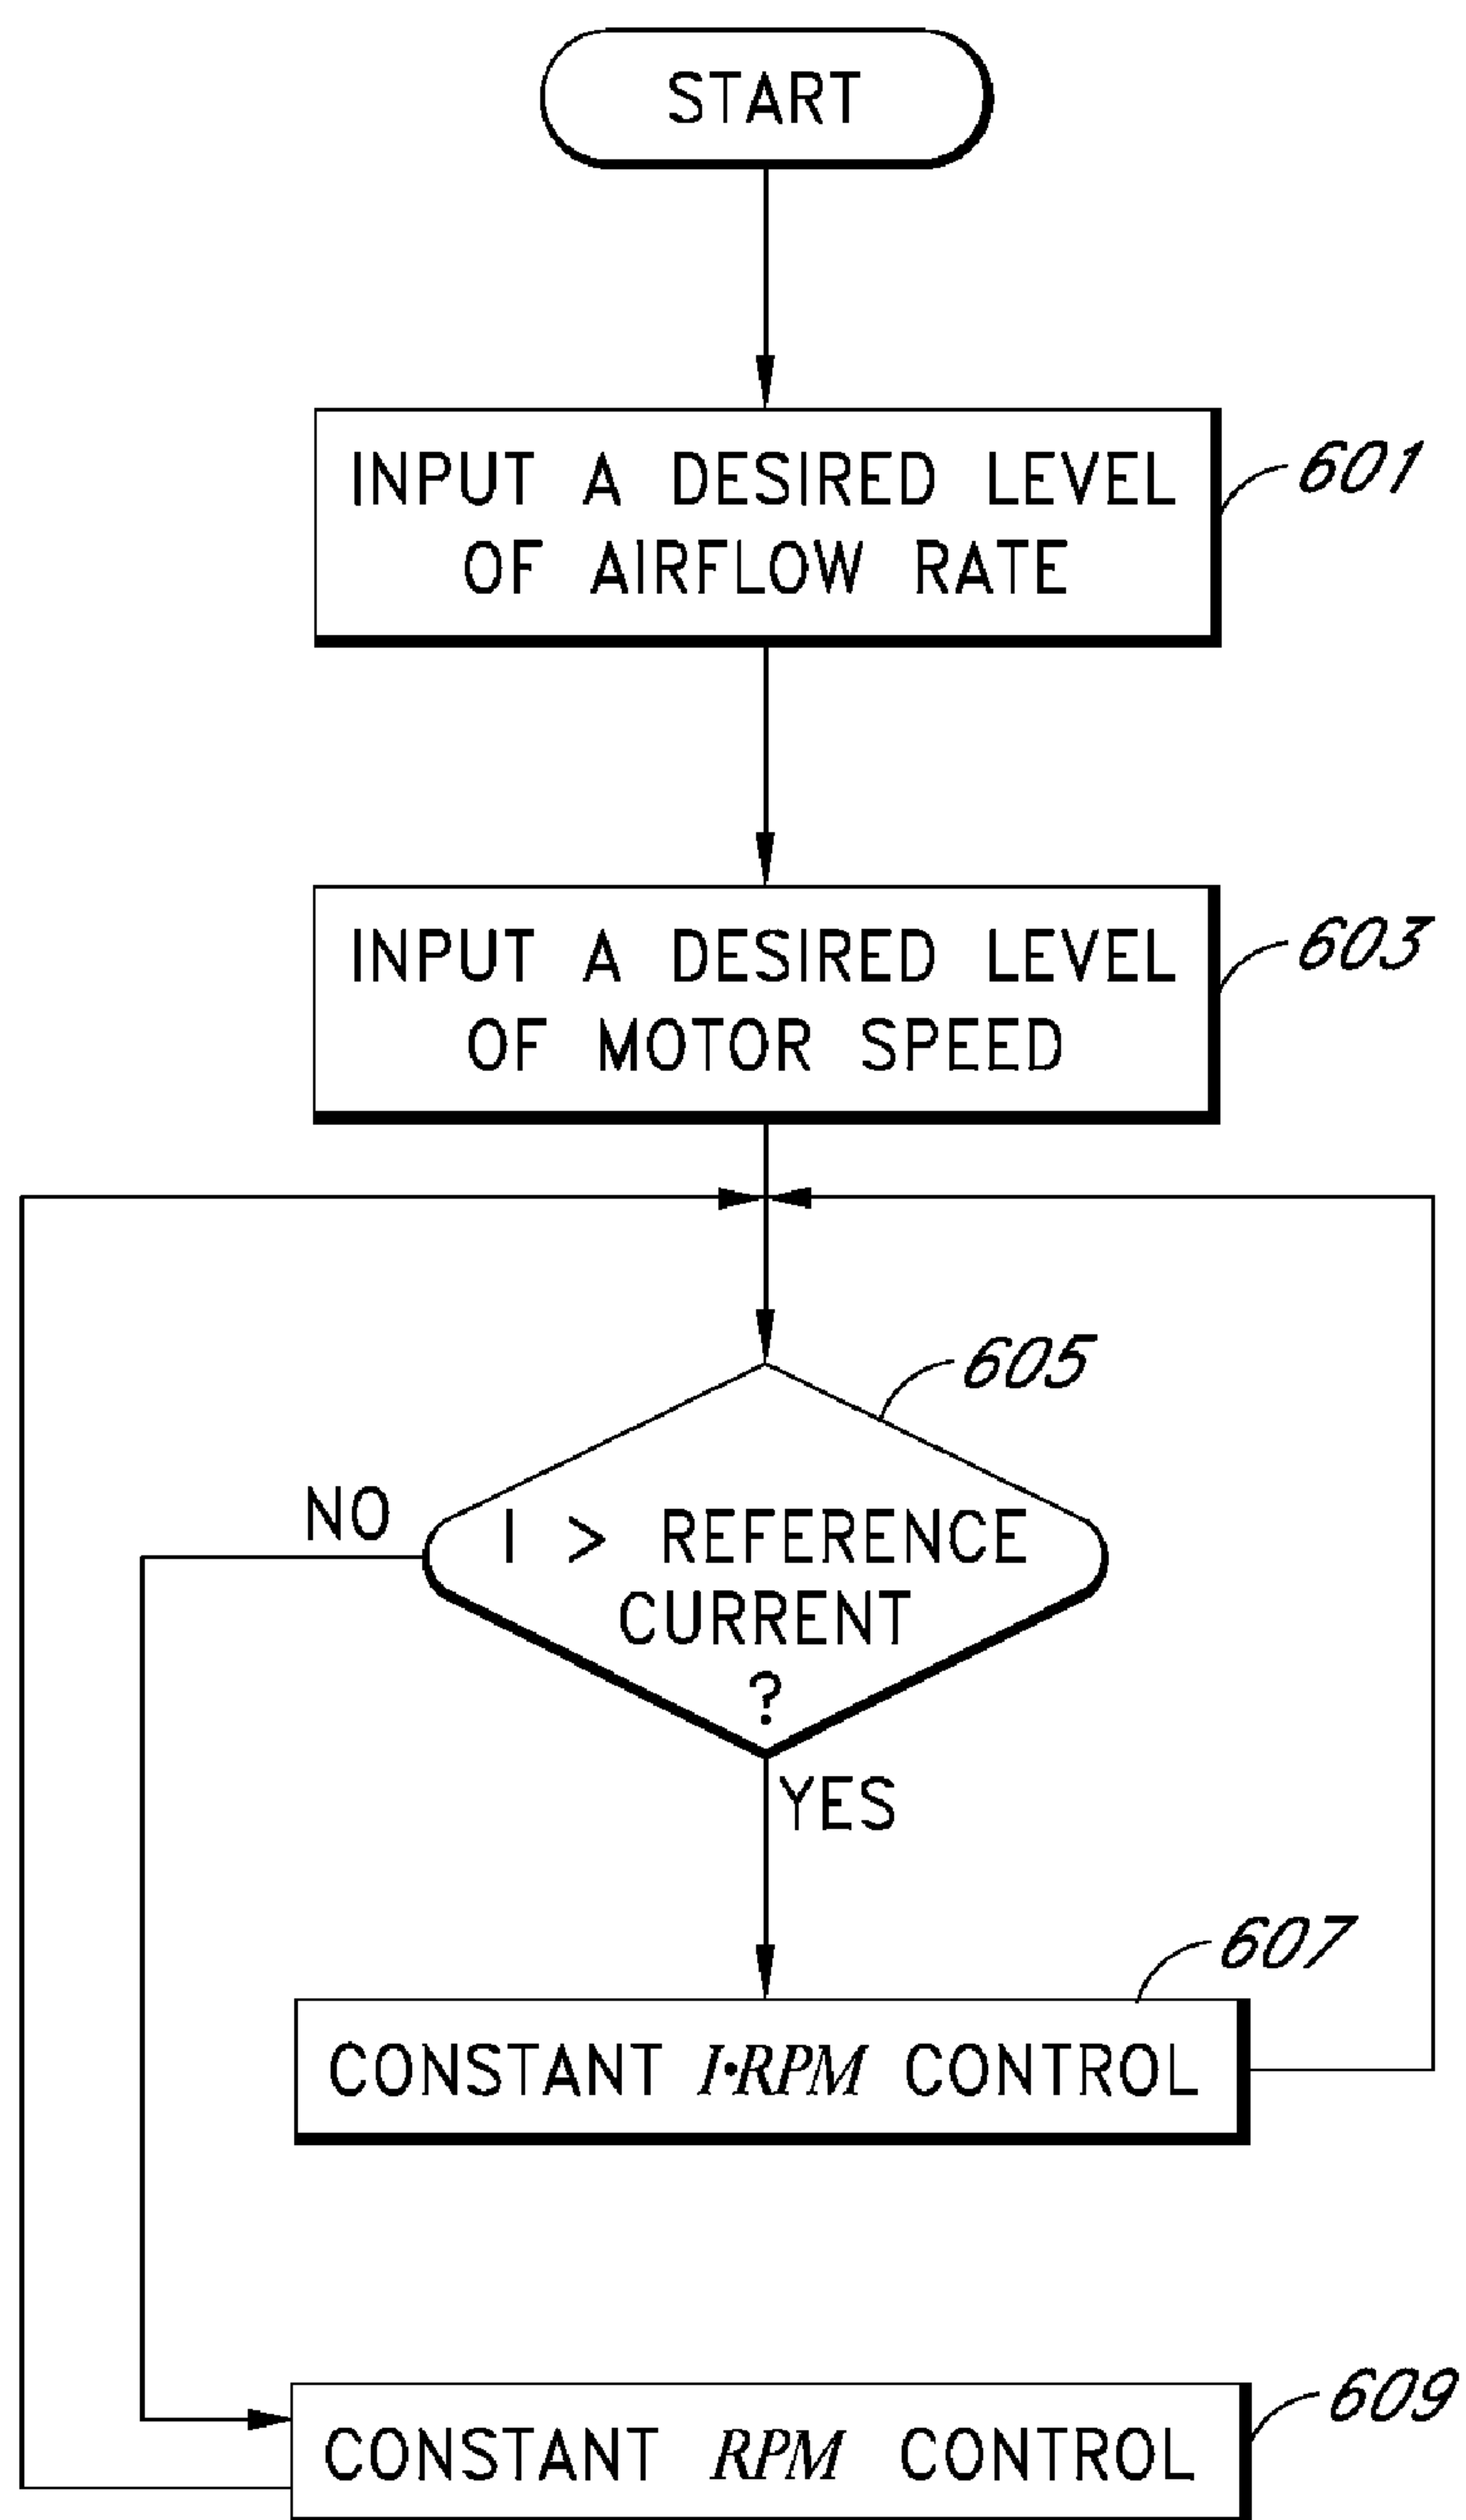 START
INPUT A DESIRED LEVEL
OF AIRFLOW RATE
601
INPUT A DESIRED LEVEL
OF MOTOR SPEED
603
605
NO
I > REFERENCE
CURRENT
?
YES
607
CONSTANT I·RPM CONTROL
609
CONSTANT RPM CONTROL